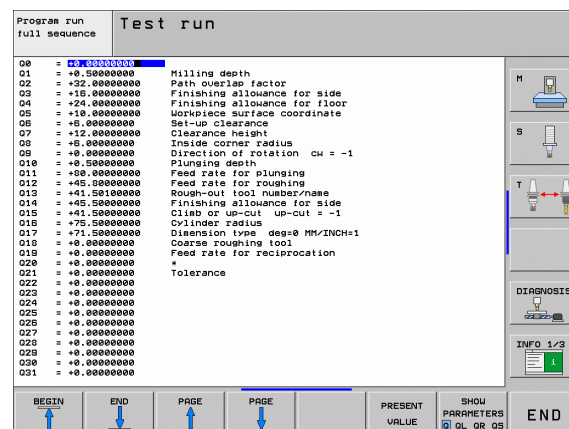 Program run
full sequence
Test run
Q0 = +0.00000000
Q1 = +0.50000000 Milling depth
Q2 = +32.00000000 Path overlap factor
Q3 = +16.00000000 Finishing allowance for side
Q4 = +24.00000000 Finishing allowance for floor
Q5 = +10.00000000 Workpiece surface coordinate
Q6 = +6.00000000 Set-up clearance
Q7 = +12.00000000 Clearance height
Q8 = +6.00000000 Inside corner radius
Q9 = +0.00000000 Direction of rotation cw = -1
Q10 = +0.50000000 Plunging depth
Q11 = +80.00000000 Feed rate for plunging
Q12 = +45.80000000 Feed rate for roughing
Q13 = +41.50100000 Rough-out tool number/name
Q14 = +45.50000000 Finishing allowance for side
Q15 = +41.50000000 Climb or up-cut up-cut = -1
Q16 = +75.50000000 Cylinder radius
Q17 = +71.50000000 Dimension type deg=0 MM/INCH=1
Q18 = +0.00000000 Coarse roughing tool
Q19 = +0.00000000 Feed rate for reciprocation
Q20 = +0.00000000 *
Q21 = +0.00000000 Tolerance
Q22 = +0.00000000
Q23 = +0.00000000
Q24 = +0.00000000
Q25 = +0.00000000
Q26 = +0.00000000
Q27 = +0.00000000
Q28 = +0.00000000
Q29 = +0.00000000
Q30 = +0.00000000
Q31 = +0.00000000
M
S
T
DIAGNOSIS
INFO 1/3
i
BEGIN
END
PAGE
PAGE
PRESENT
VALUE
SHOW
PARAMETERS
Q QL QR QS
END